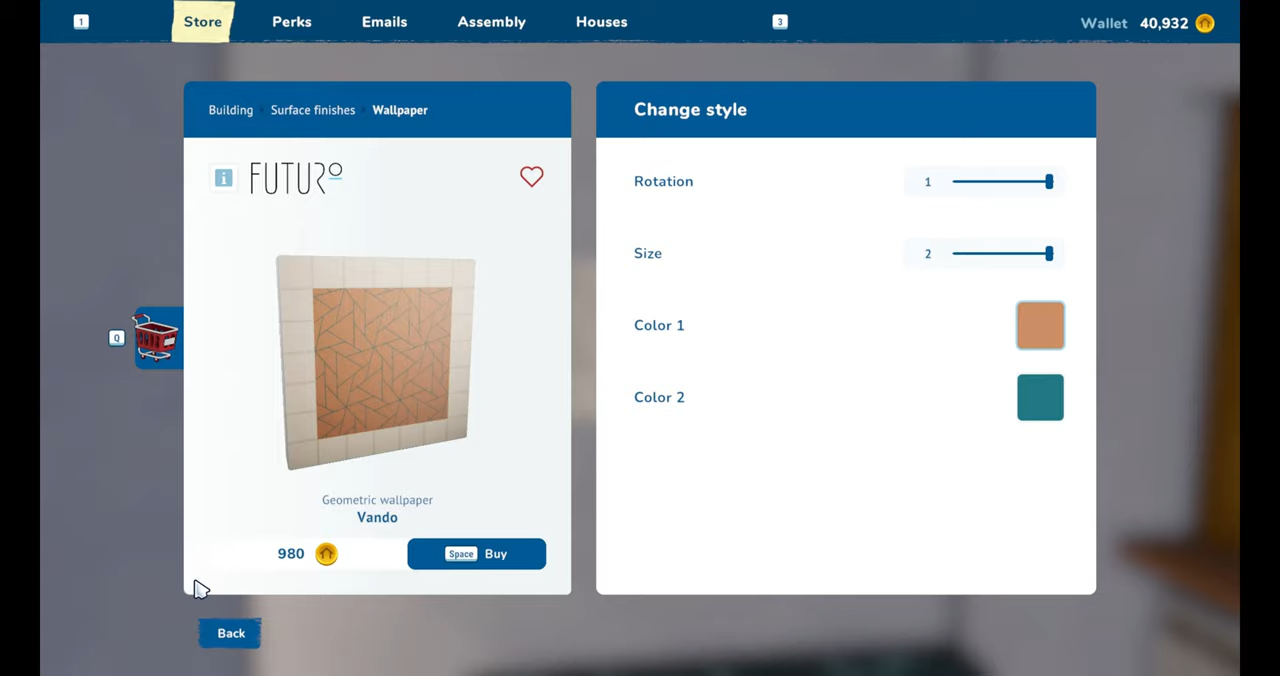 1 Store Perks Emails Assembly Houses 3 Wallet 40,932
Building Surface finishes Wallpaper
Change style
i FUTURO
Rotation 1
Size 2
Color 1
Q
Color 2
Geometric wallpaper
Vando
980 Space Buy
Back